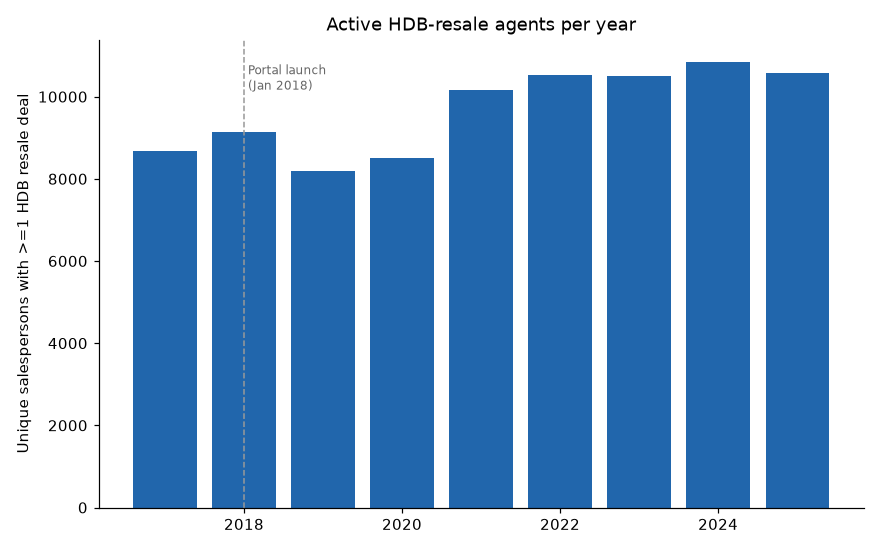 Active HDB-resale agents per year
Unique salespersons with >=1 HDB resale deal
10000
8000
6000
4000
2000
0
Portal launch
(Jan 2018)
2018
2020
2022
2024